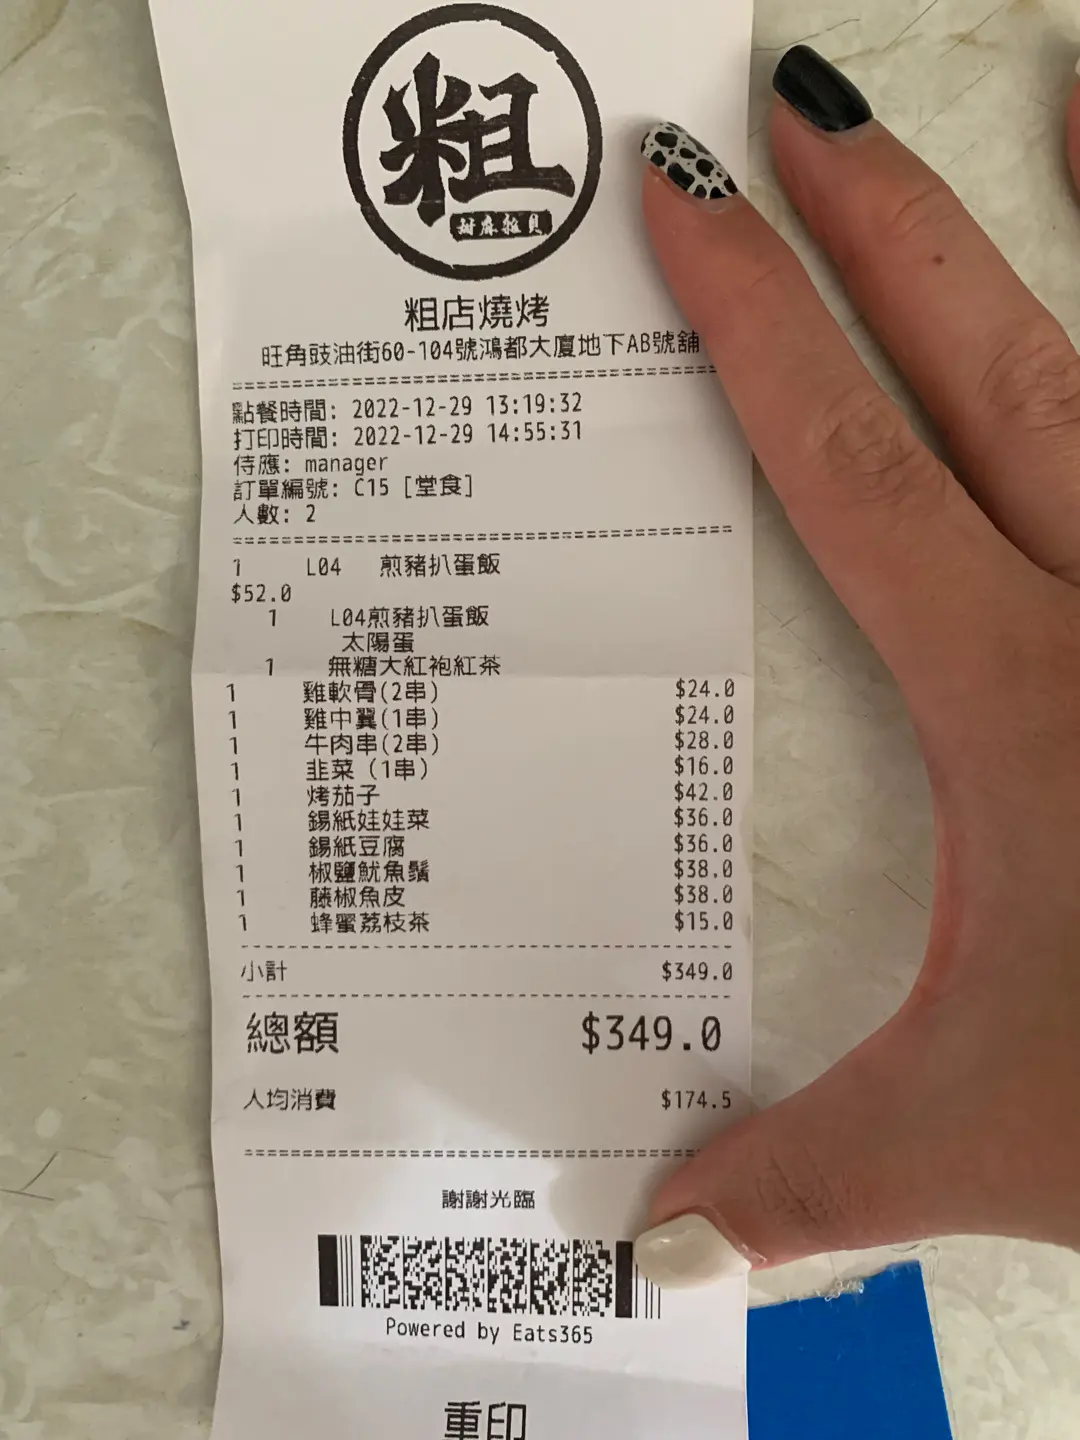 粗
甜麻辣員
粗店燒烤
旺角豉油街60-104號鴻都大廈地下AB號舖
點餐時間: 2022-12-29 13:19:32
打印時間: 2022-12-29 14:55:31
侍應: manager
訂單編號: C15 [堂食]
人數: 2
1 L04 煎豬扒蛋飯
$52.0
1 L04煎豬扒蛋飯
太陽蛋
1 無糖大紅袍紅茶
1 雞軟骨(2串) $24.0
1 雞中翼(1串) $24.0
1 牛肉串(2串) $28.0
1 韭菜 (1串) $16.0
1 烤茄子 $42.0
1 錫紙娃娃菜 $36.0
1 錫紙豆腐 $36.0
1 椒鹽魷魚鬚 $38.0
1 藤椒魚皮 $38.0
1 蜂蜜荔枝茶 $15.0
小計 $349.0
總額 $349.0
人均消費 $174.5
謝謝光臨
Powered by Eats365
重印